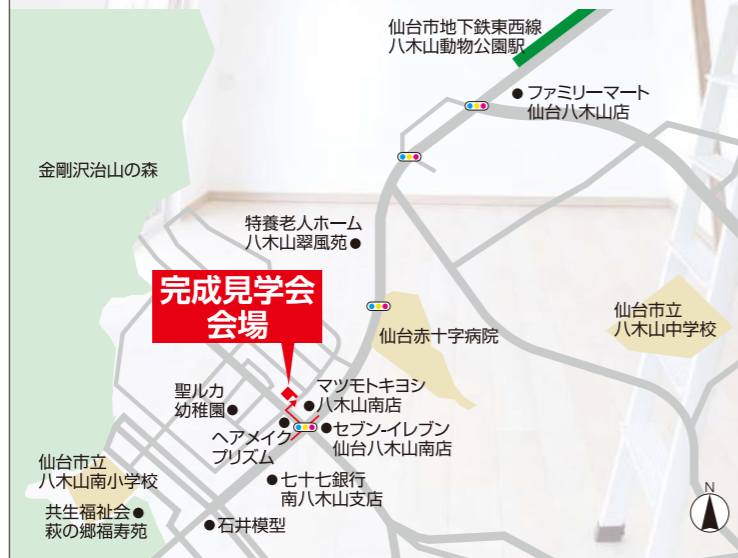 仙台市地下鉄東西線
八木山動物公園駅
ファミリーマート
仙台八木山店
金剛沢治山の森
特養老人ホーム
八木山翠風苑
完成見学会
会場
仙台赤十字病院
仙台市立
八木山中学校
聖ルカ
幼稚園
マツモトキヨシ
八木山南店
ヘアメイク
プリズム
セブン-イレブン
仙台八木山南店
仙台市立
八木山南小学校
七十七銀行
南八木山支店
共生福祉会
萩の郷福寿苑
石井模型
N